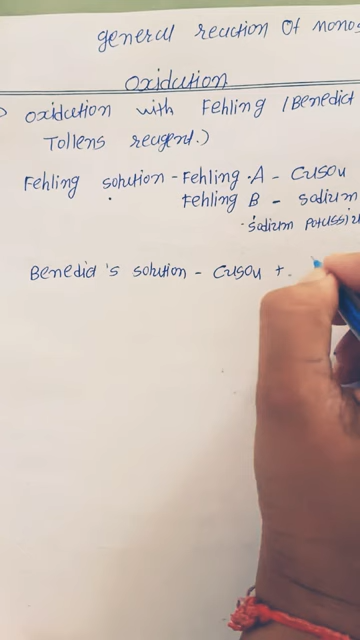 general reaction of monos
Oxidation
Oxidation with Fehling / Benedict
Tollens reagent.)
Fehling solution - Fehling .A - CuSO4
Fehling B - sodium
sodium potassiu
Benedict's solution - CuSO4 +